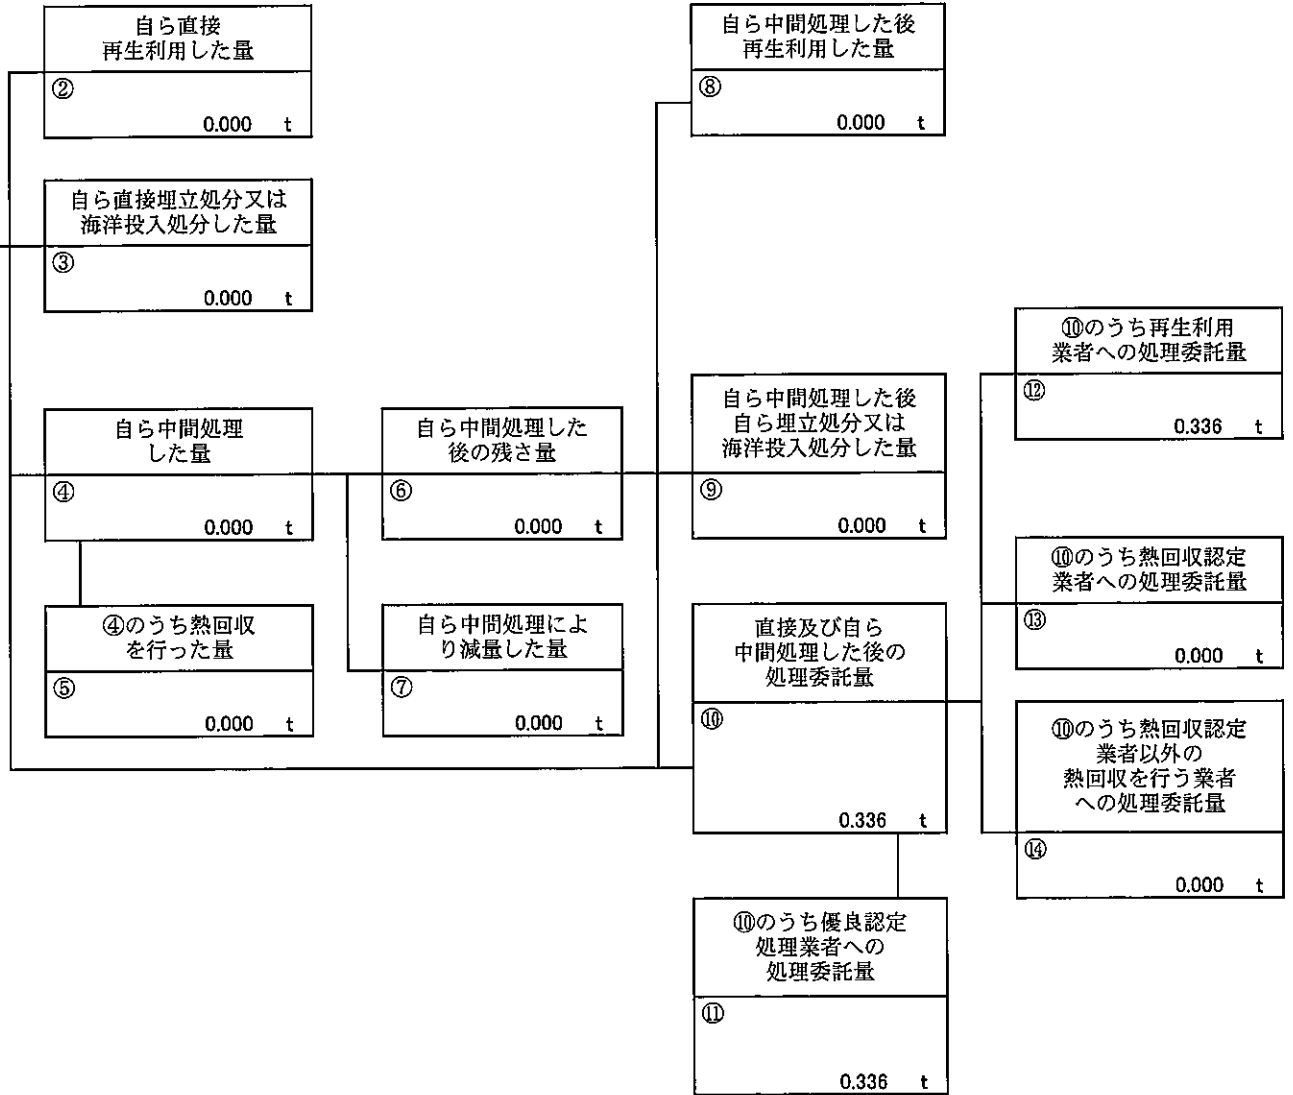 自ら直接
再生利用した量
②
0.000 t
自ら中間処理した後
再生利用した量
⑧
0.000 t
自ら直接埋立処分又は
海洋投入処分した量
③
0.000 t
⑩のうち再生利用
業者への処理委託量
⑫
0.336 t
自ら中間処理
した量
④
0.000 t
自ら中間処理した
後の残さ量
⑥
0.000 t
自ら中間処理した後
自ら埋立処分又は
海洋投入処分した量
⑨
0.000 t
⑩のうち熱回収認定
業者への処理委託量
⑬
0.000 t
④のうち熱回収
を行った量
⑤
0.000 t
自ら中間処理によ
り減量した量
⑦
0.000 t
直接及び自ら
中間処理した後の
処理委託量
⑩
0.336 t
⑩のうち熱回収認定
業者以外の
熱回収を行う業者
への処理委託量
⑭
0.000 t
⑩のうち優良認定
処理業者への
処理委託量
⑪
0.336 t